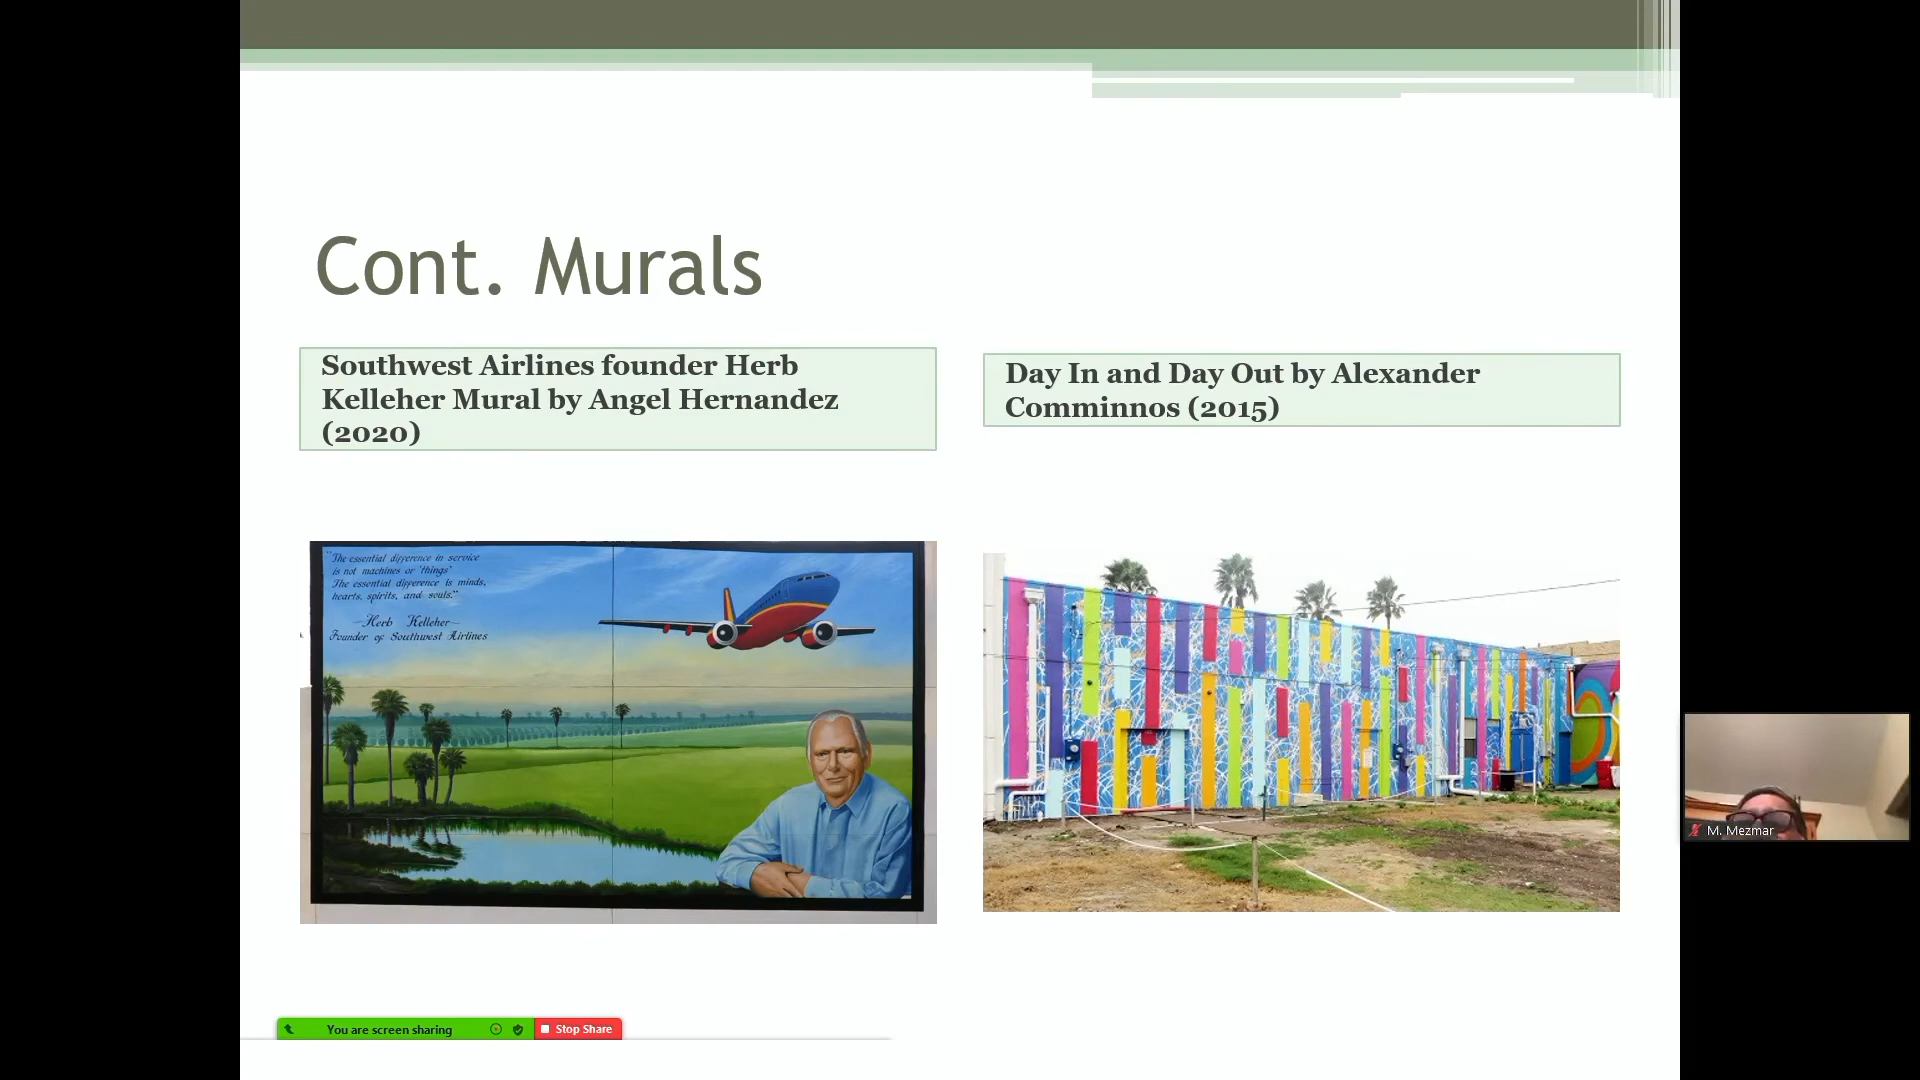 Cont. Murals
Southwest Airlines founder Herb
Kelleher Mural by Angel Hernandez
(2020)
Day In and Day Out by Alexander
Comminnos (2015)
"The essential difference in service
is not machines or 'things'
The essential difference is minds,
hearts, spirits, and souls."
—Herb Kelleher—
Founder of Southwest Airlines
M. Mezmar
You are screen sharing
Stop Share